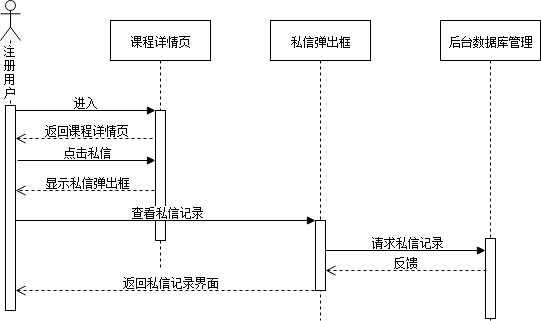 注册用户
课程详情页
私信弹出框
后台数据库管理
进入
返回课程详情页
点击私信
显示私信弹出框
查看私信记录
请求私信记录
反馈
返回私信记录界面